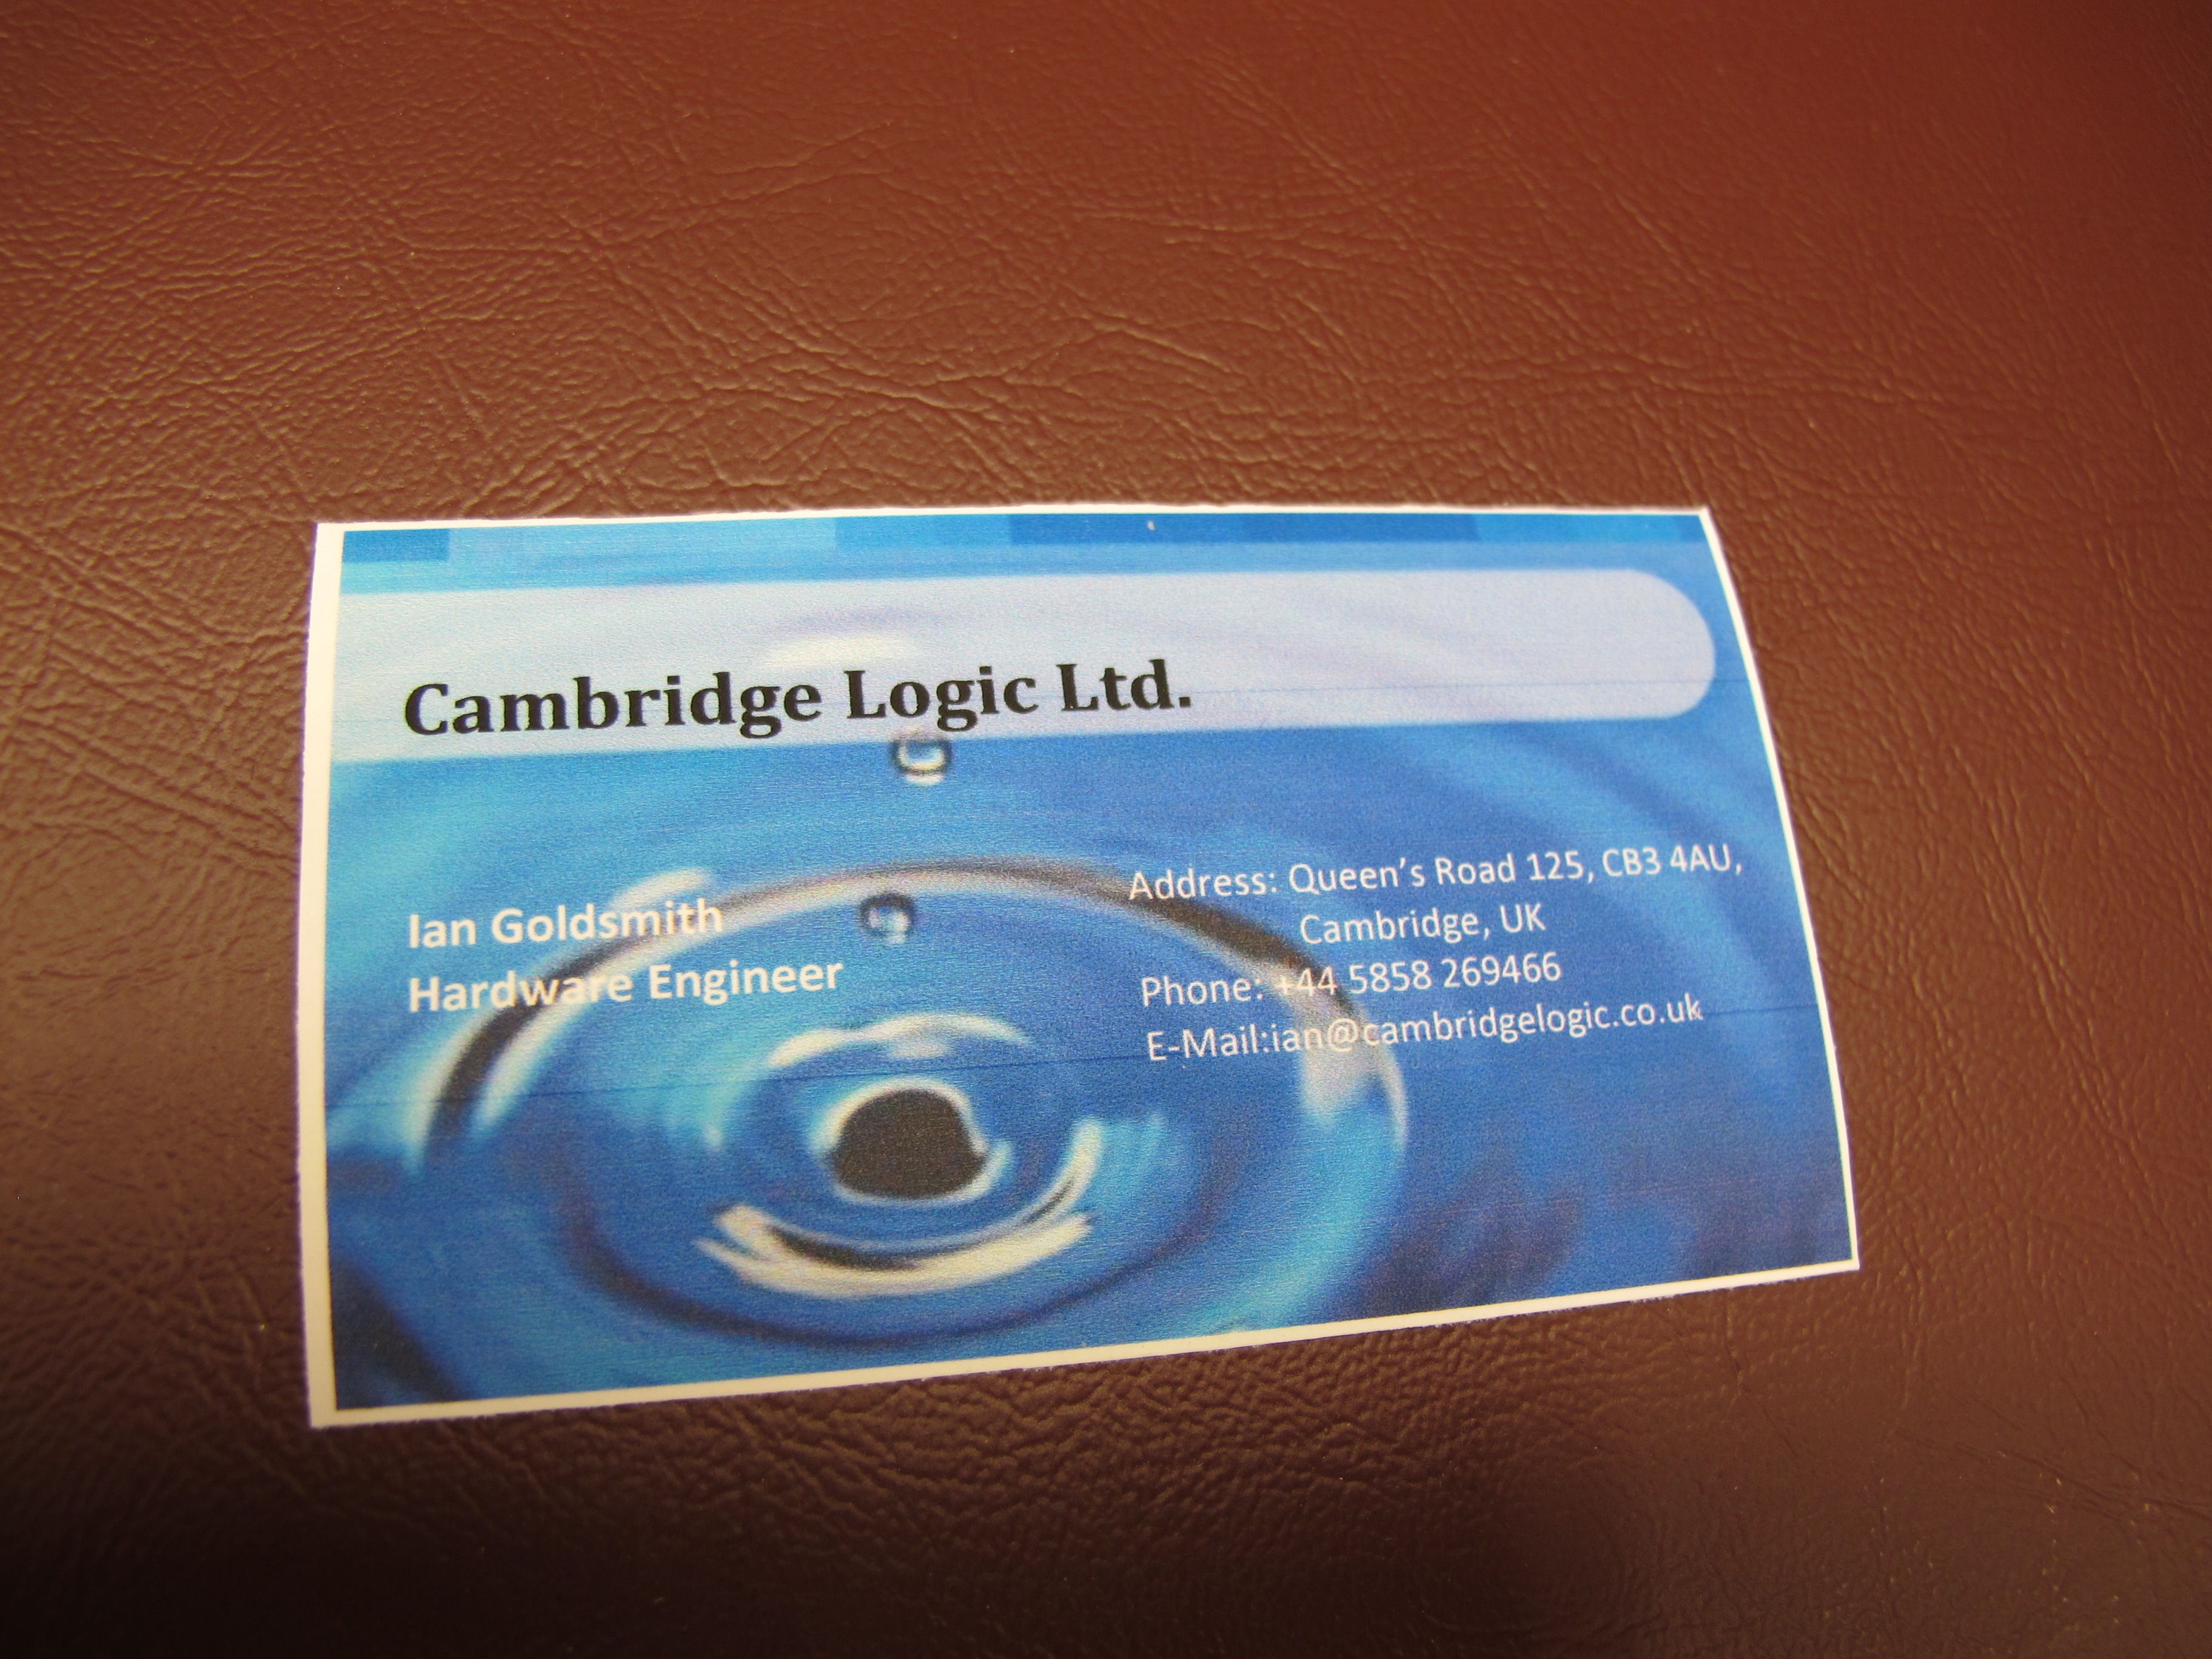 Cambridge Logic Ltd.
Ian Goldsmith
Hardware Engineer
Address: Queen's Road 125, CB3 4AU,
Cambridge, UK
Phone: +44 5858 269466
E-Mail:ian@cambridgelogic.co.uk